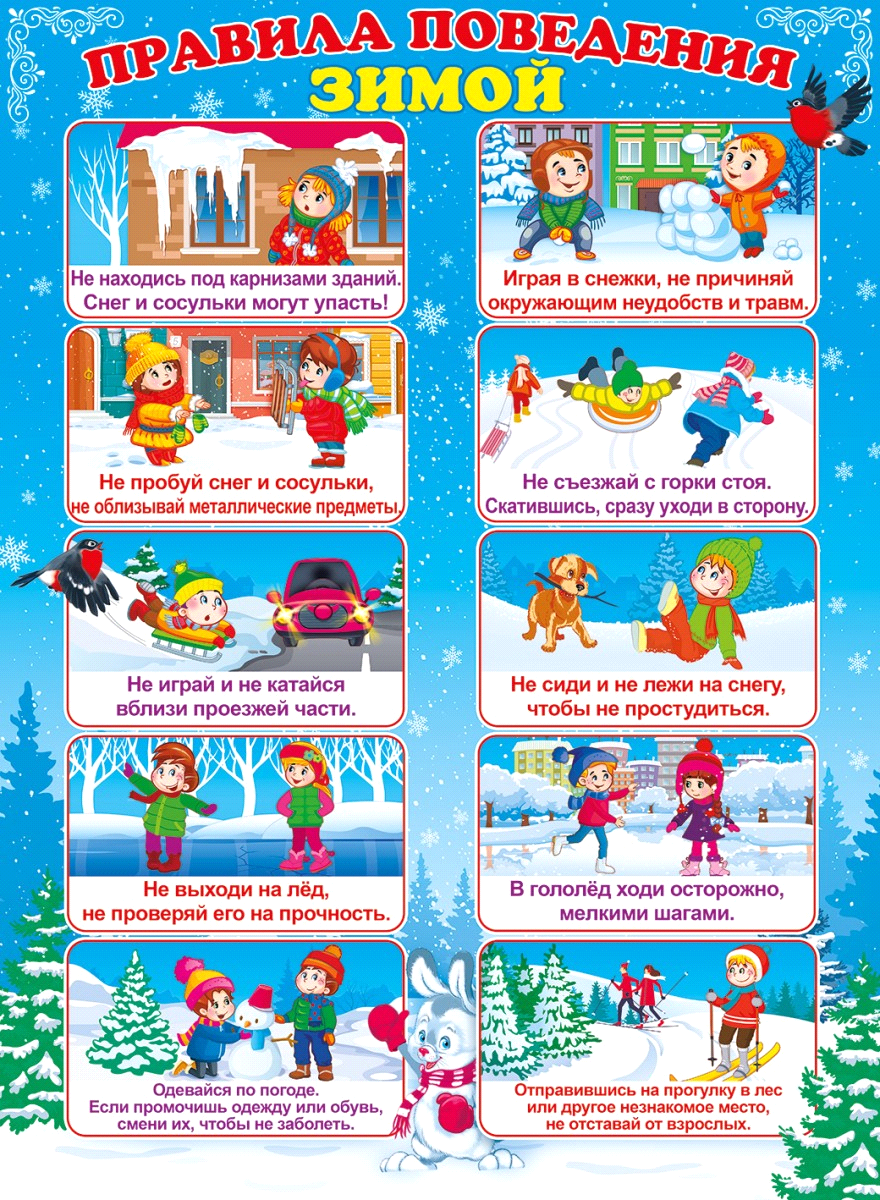 ПРАВИЛА ПОВЕДЕНИЯ
ЗИМОЙ
Не находись под карнизами зданий.
Снег и сосульки могут упасть!
Играя в снежки, не причиняй
окружающим неудобств и травм.
Не пробуй снег и сосульки,
не облизывай металлические предметы.
Не съезжай с горки стоя.
Скатившись, сразу уходи в сторону.
Не играй и не катайся
вблизи проезжей части.
Не сиди и не лежи на снегу,
чтобы не простудиться.
Не выходи на лёд,
не проверяй его на прочность.
В гололёд ходи осторожно,
мелкими шагами.
Одевайся по погоде.
Если промочишь одежду или обувь,
смени их, чтобы не заболеть.
Отправившись на прогулку в лес
или другое незнакомое место,
не отставай от взрослых.